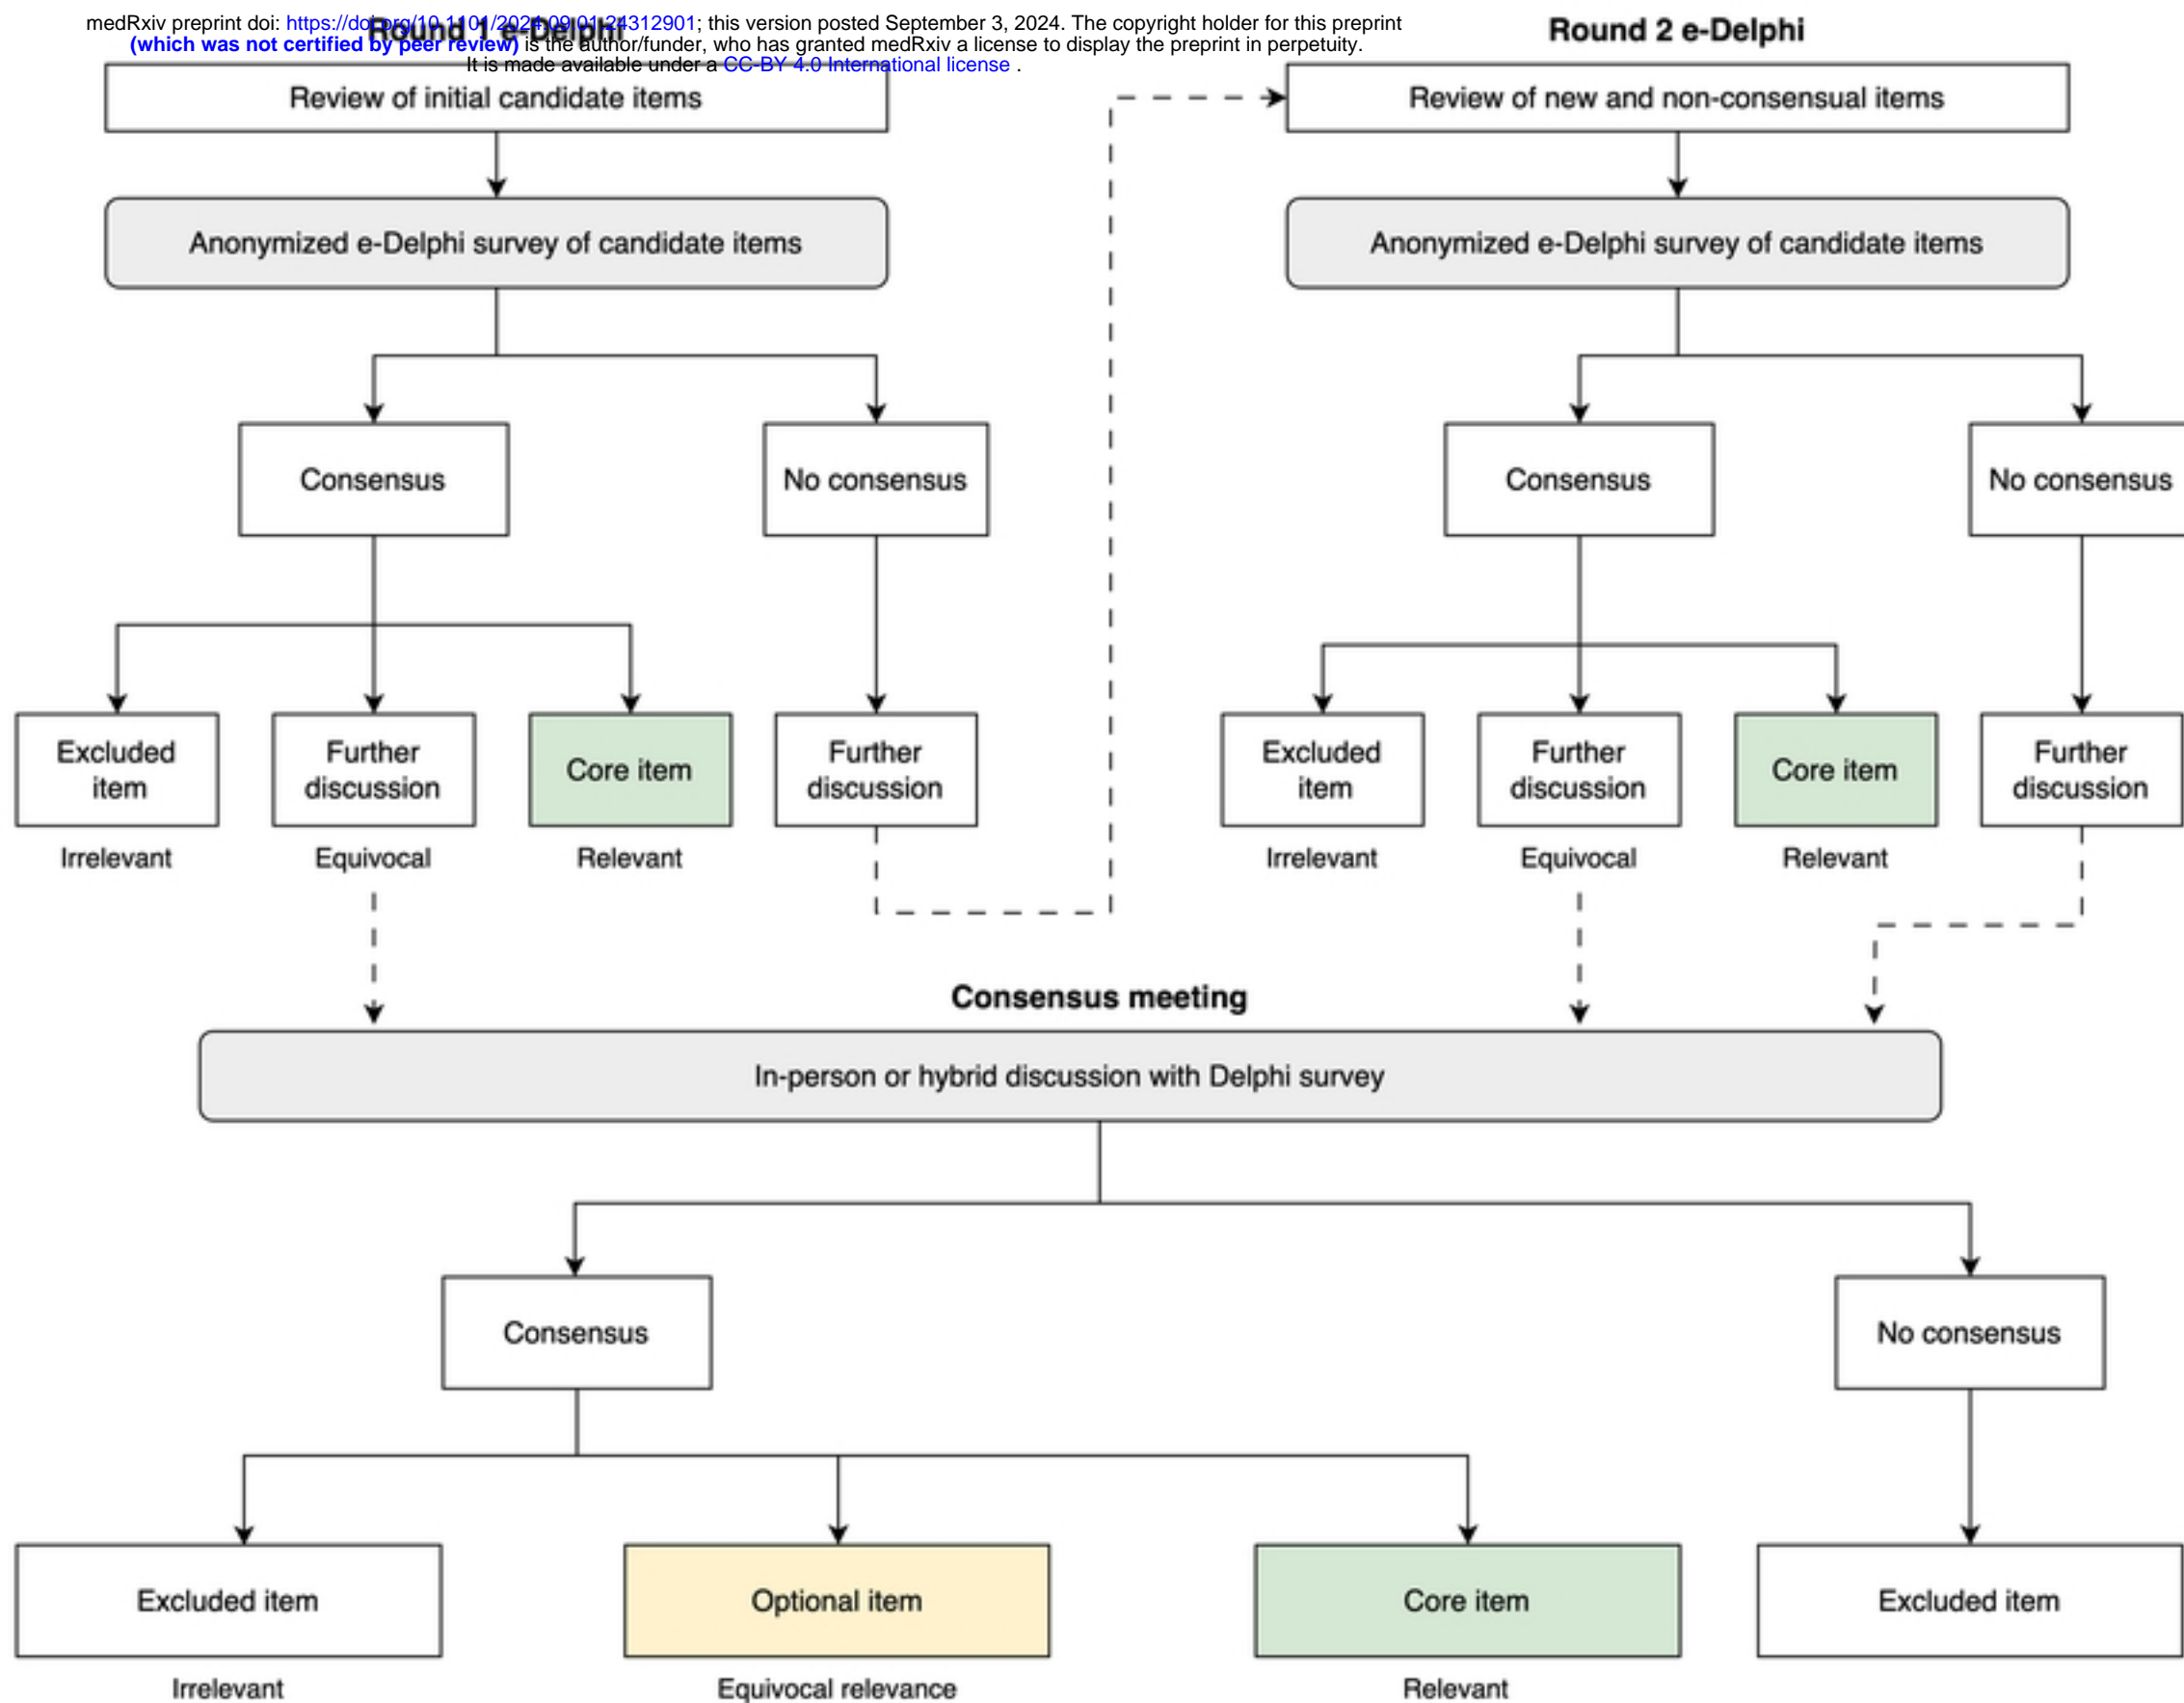 medRxiv preprint doi: https://doi.org/10.1101/2024.09.01.24312901; this version posted September 3, 2024. The copyright holder for this preprint
(which was not certified by peer review) is the author/funder, who has granted medRxiv a license to display the preprint in perpetuity.
It is made available under a CC-BY 4.0 International license .
Round 1 e-Delphi
Review of initial candidate items
Anonymized e-Delphi survey of candidate items
Consensus
No consensus
Excluded
item
Further
discussion
Core item
Further
discussion
Irrelevant
Equivocal
Relevant
Round 2 e-Delphi
Review of new and non-consensual items
Anonymized e-Delphi survey of candidate items
Consensus
No consensus
Excluded
item
Further
discussion
Core item
Further
discussion
Irrelevant
Equivocal
Relevant
Consensus meeting
In-person or hybrid discussion with Delphi survey
Consensus
No consensus
Excluded item
Optional item
Core item
Excluded item
Irrelevant
Equivocal relevance
Relevant